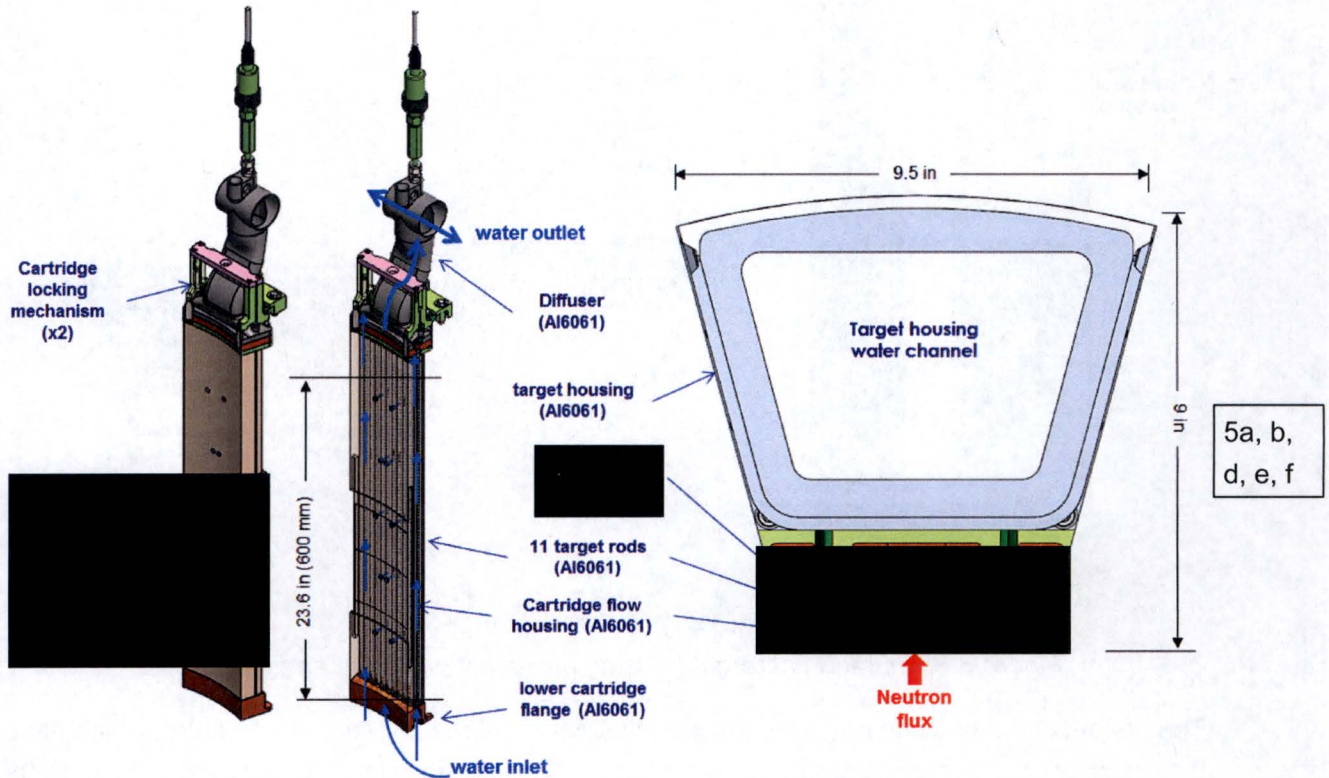 Cartridge
locking
mechanism
(x2)
water outlet
Diffuser
(Al6061)
23.6 in (600 mm)
target housing
(Al6061)
11 target rods
(Al6061)
Cartridge flow
housing (Al6061)
lower cartridge
flange (Al6061)
water inlet
9.5 in
Target housing
water channel
9 in
Neutron
flux
5a, b,
d, e, f